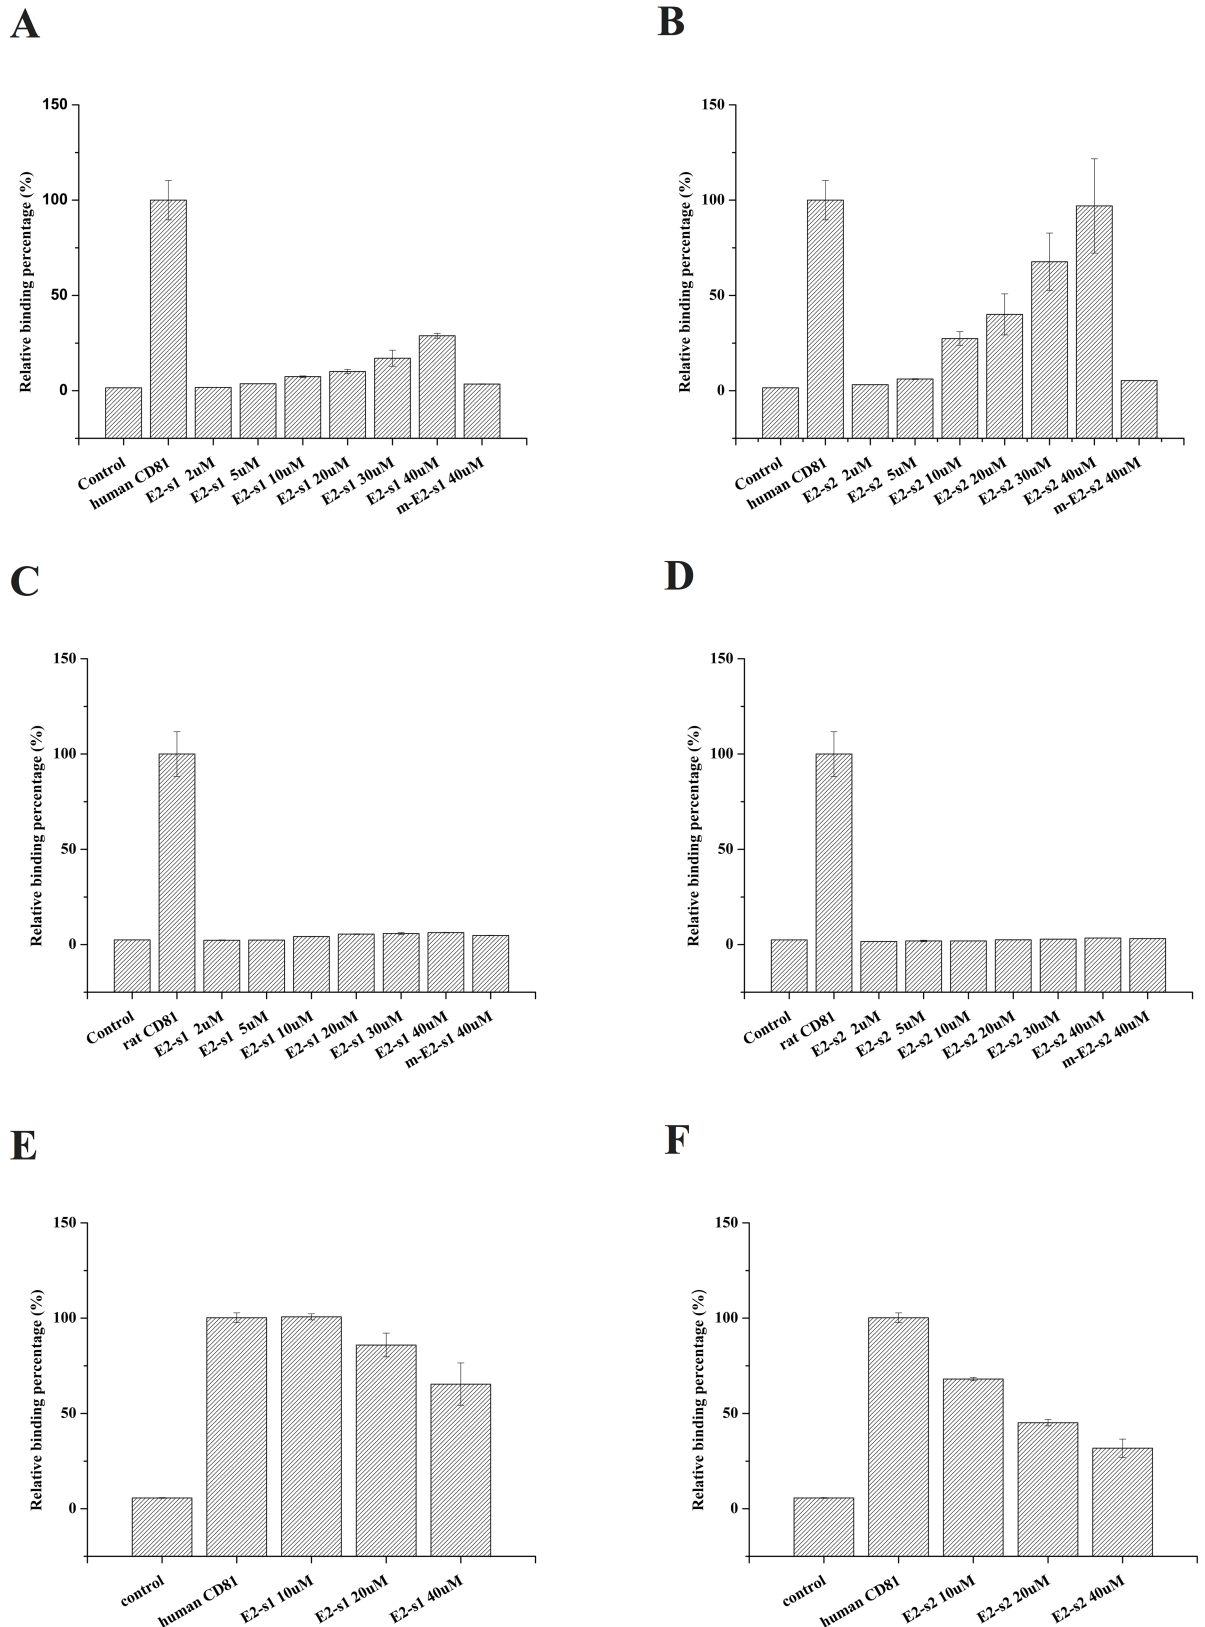 A
B
150
100
50
0
Relative binding percentage (%)
Control
human CD81
E2-s1 2uM
E2-s1 5uM
E2-s1 10uM
E2-s1 20uM
E2-s1 30uM
E2-s1 40uM
m-E2-s1 40uM
150
100
50
0
Relative binding percentage (%)
Control
human CD81
E2-s2 2uM
E2-s2 5uM
E2-s2 10uM
E2-s2 20uM
E2-s2 30uM
E2-s2 40uM
m-E2-s2 40uM
C
D
150
100
50
0
Relative binding percentage (%)
Control
rat CD81
E2-s1 2uM
E2-s1 5uM
E2-s1 10uM
E2-s1 20uM
E2-s1 30uM
E2-s1 40uM
m-E2-s1 40uM
150
100
50
0
Relative binding percentage (%)
Control
rat CD81
E2-s2 2uM
E2-s2 5uM
E2-s2 10uM
E2-s2 20uM
E2-s2 30uM
E2-s2 40uM
m-E2-s2 40uM
E
F
150
100
50
0
Relative binding percentage (%)
control
human CD81
E2-s1 10uM
E2-s1 20uM
E2-s1 40uM
150
100
50
0
Relative binding percentage (%)
control
human CD81
E2-s2 10uM
E2-s2 20uM
E2-s2 40uM